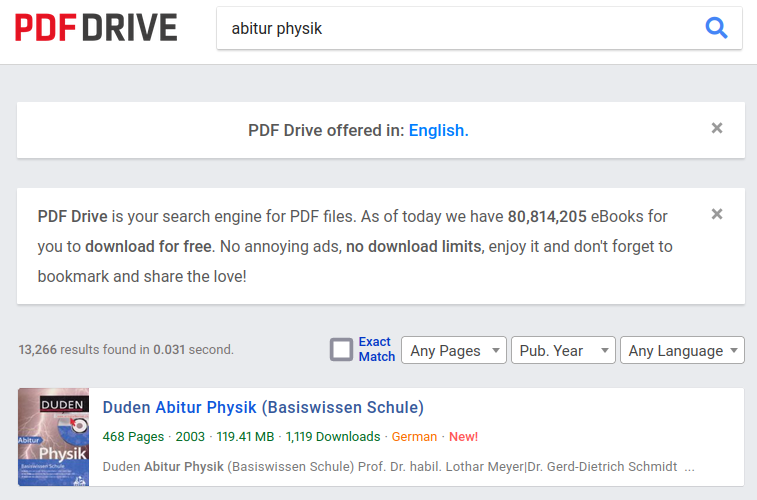 PDF DRIVE
abitur physik
PDF Drive offered in: English.
×
PDF Drive is your search engine for PDF files. As of today we have 80,814,205 eBooks for
you to download for free. No annoying ads, no download limits, enjoy it and don't forget to
bookmark and share the love!
×
13,266 results found in 0.031 second.
Exact
Match
Any Pages
Pub. Year
Any Language
DUDEN
Abitur
Physik
Basiswissen Schule
Duden Abitur Physik (Basiswissen Schule)
468 Pages · 2003 · 119.41 MB · 1,119 Downloads · German · New!
Duden Abitur Physik (Basiswissen Schule) Prof. Dr. habil. Lothar Meyer|Dr. Gerd-Dietrich Schmidt ...